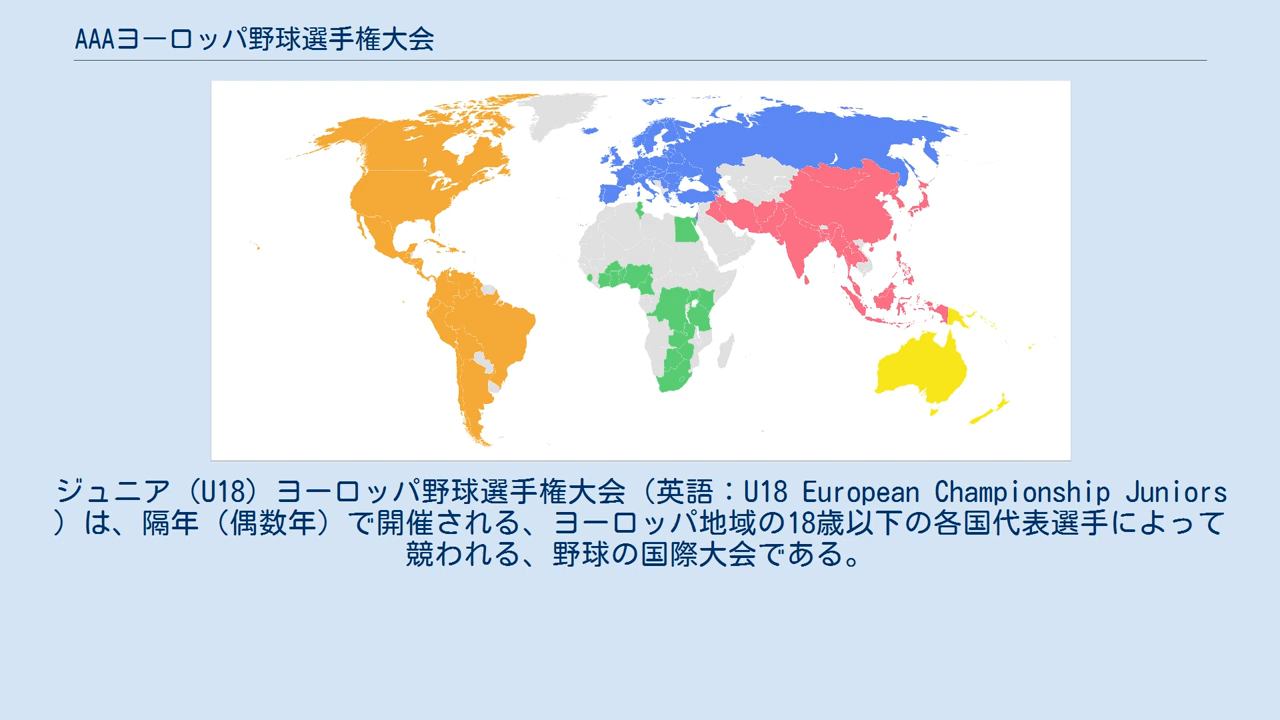 AAAヨーロッパ野球選手権大会
ジュニア（U18）ヨーロッパ野球選手権大会（英語：U18 European Championship Juniors
）は、隔年（偶数年）で開催される、ヨーロッパ地域の18歳以下の各国代表選手によって
競われる、野球の国際大会である。